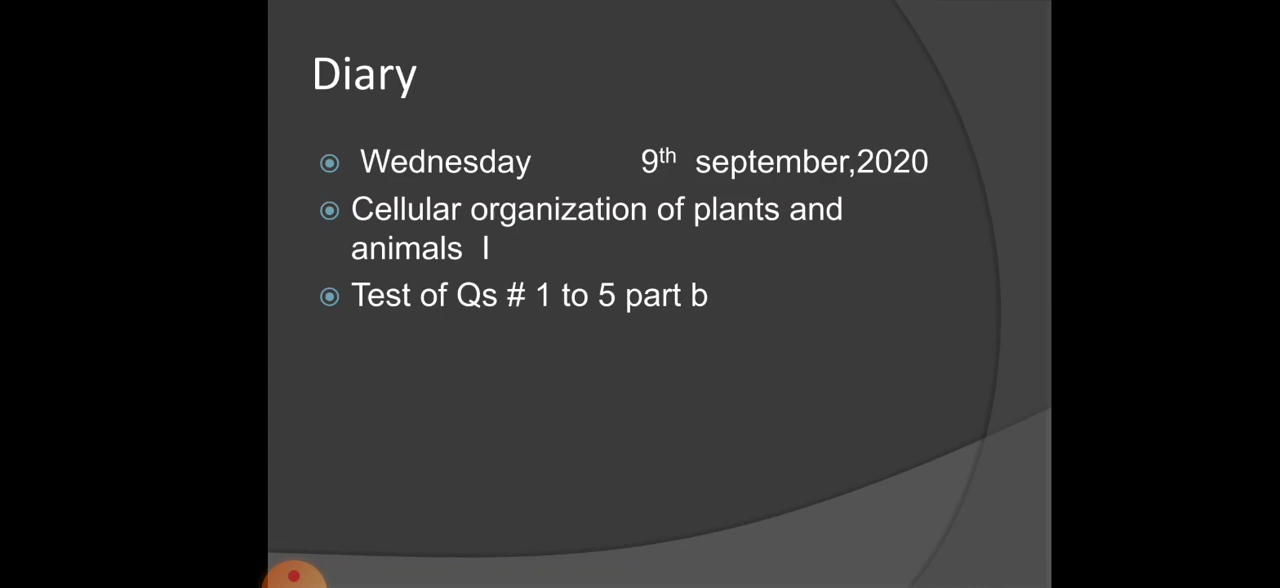 Diary
Wednesday 9th september,2020
Cellular organization of plants and
animals I
Test of Qs # 1 to 5 part b